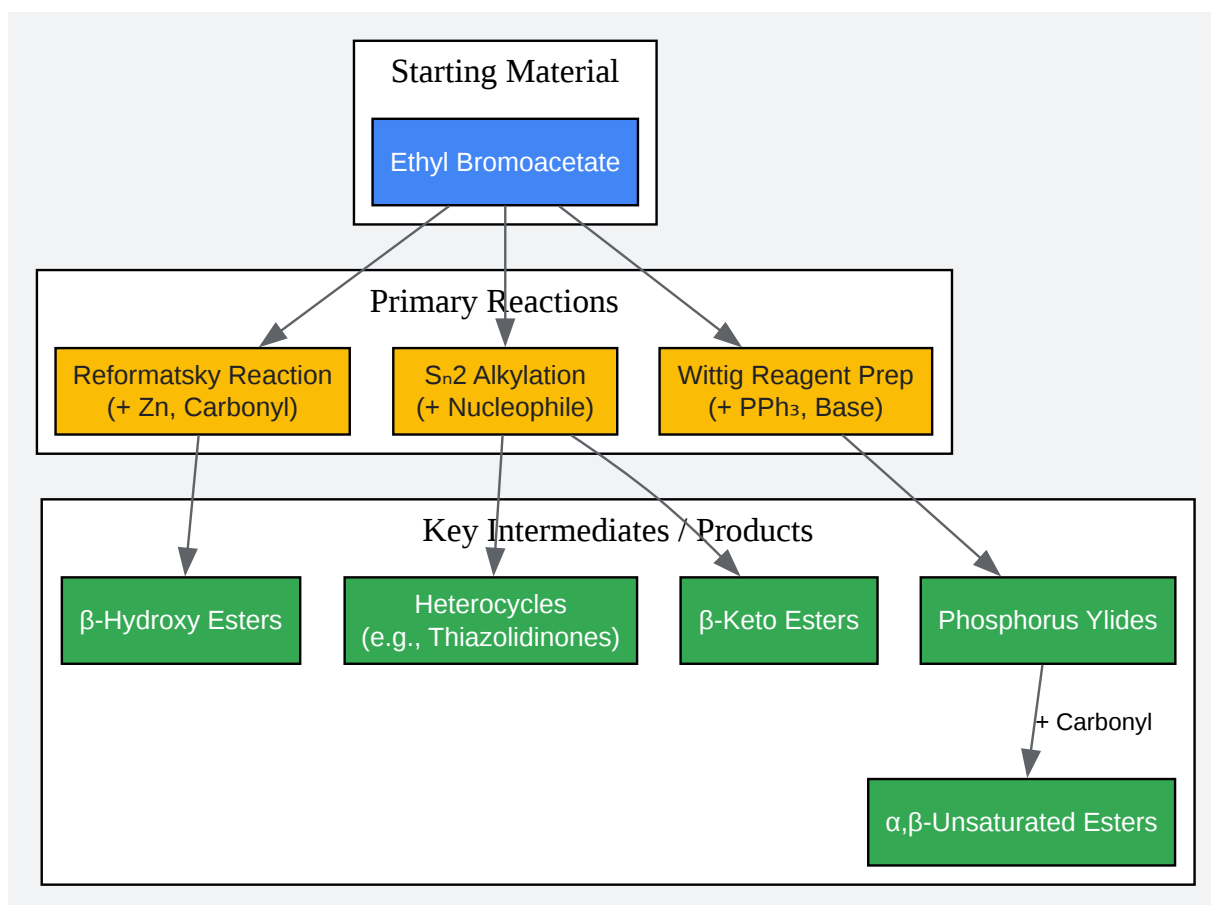 Starting Material
Ethyl Bromoacetate
Primary Reactions
Reformatsky Reaction
(+ Zn, Carbonyl)
Sₙ2 Alkylation
(+ Nucleophile)
Wittig Reagent Prep
(+ PPh₃, Base)
Key Intermediates / Products
β-Hydroxy Esters
Heterocycles
(e.g., Thiazolidinones)
β-Keto Esters
Phosphorus Ylides
+ Carbonyl
α,β-Unsaturated Esters